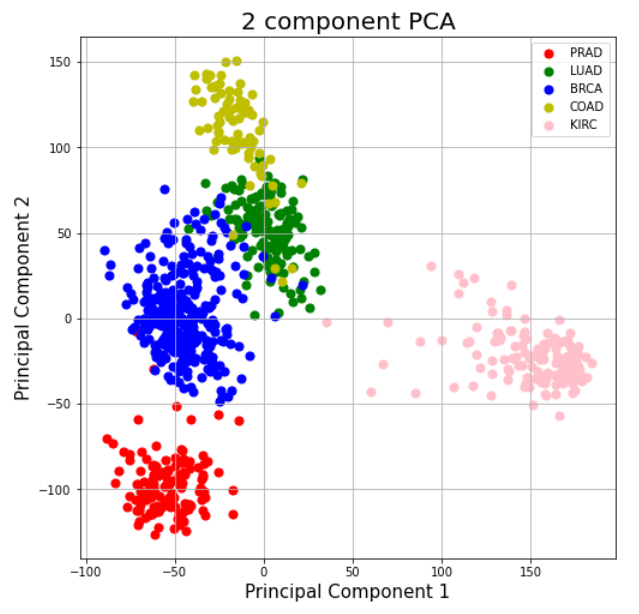 2 component PCA
PRAD
LUAD
BRCA
COAD
KIRC
Principal Component 2
150
100
50
0
−50
−100
−100
−50
0
50
100
150
Principal Component 1